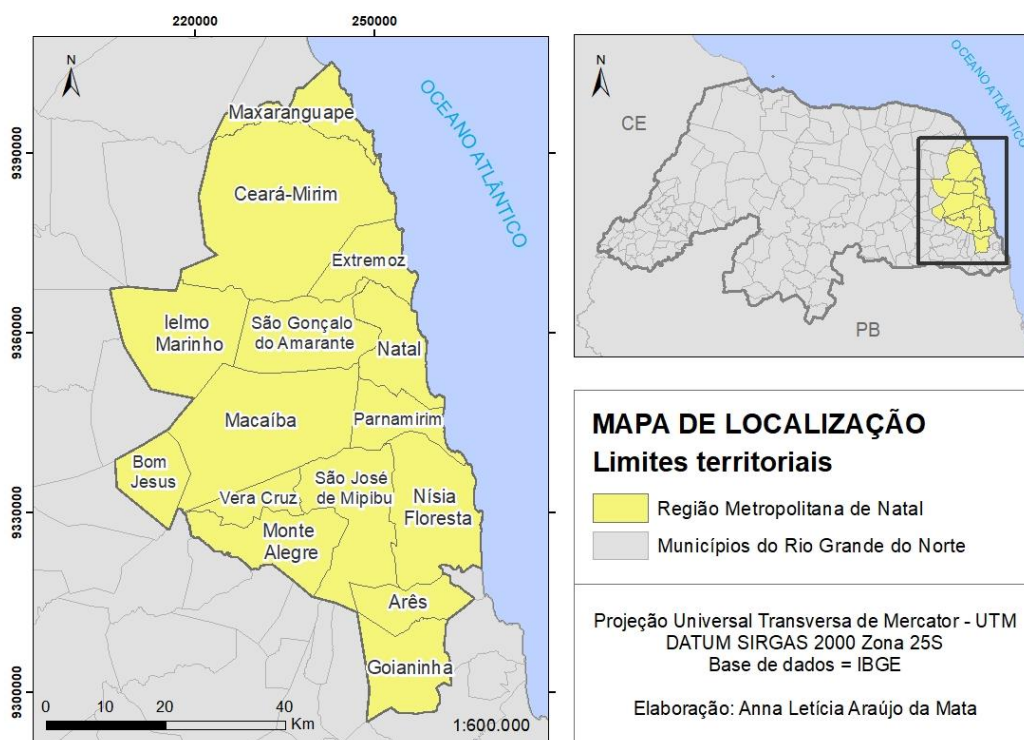 220000
250000
9390000
9360000
9330000
9300000
N
OCEANO ATLÂNTICO
Maxaranguape
Ceará-Mirim
Extremoz
Ielmo
Marinho
São Gonçalo
do Amarante
Natal
Macaíba
Parnamirim
Bom
Jesus
Vera Cruz
São José
de Mipibu
Nísia
Floresta
Monte
Alegre
Arês
Goianinha
0
10
20
40
Km
1:600.000
N
OCEANO ATLÂNTICO
CE
PB
MAPA DE LOCALIZAÇÃO
Limites territoriais
Região Metropolitana de Natal
Municípios do Rio Grande do Norte
Projeção Universal Transversa de Mercator - UTM
DATUM SIRGAS 2000 Zona 25S
Base de dados = IBGE
Elaboração: Anna Letícia Araújo da Mata